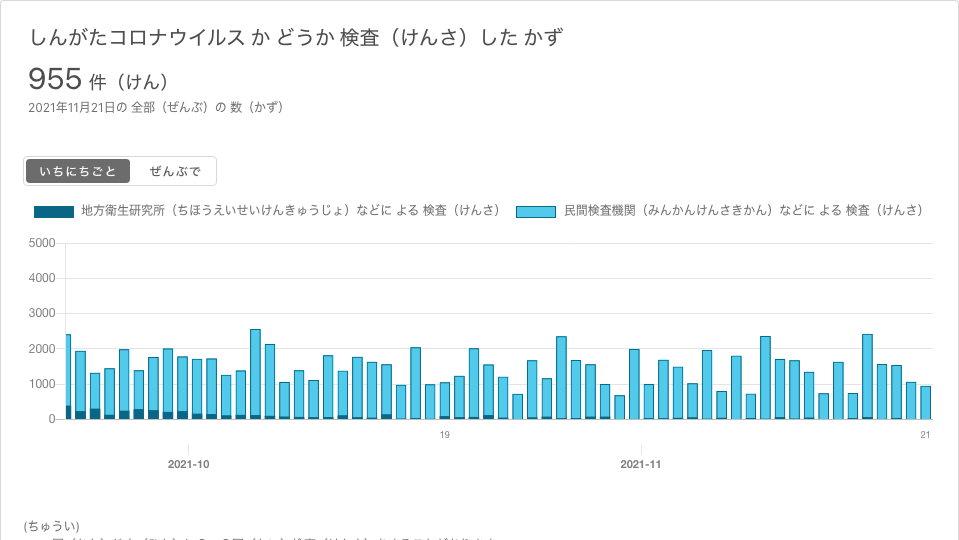 しんがたコロナウイルス か どうか 検査（けんさ）した かず
955 件（けん）
2021年11月21日の 全部（ぜんぶ）の 数（かず）
いちにちごと ぜんぶで
地方衛生研究所（ちほうえいせいけんきゅうじょ）などに よる 検査（けんさ） 民間検査機関（みんかんけんさきかん）などに よる 検査（けんさ）
5000
4000
3000
2000
1000
0
19 21
2021-10 2021-11
(ちゅうい)